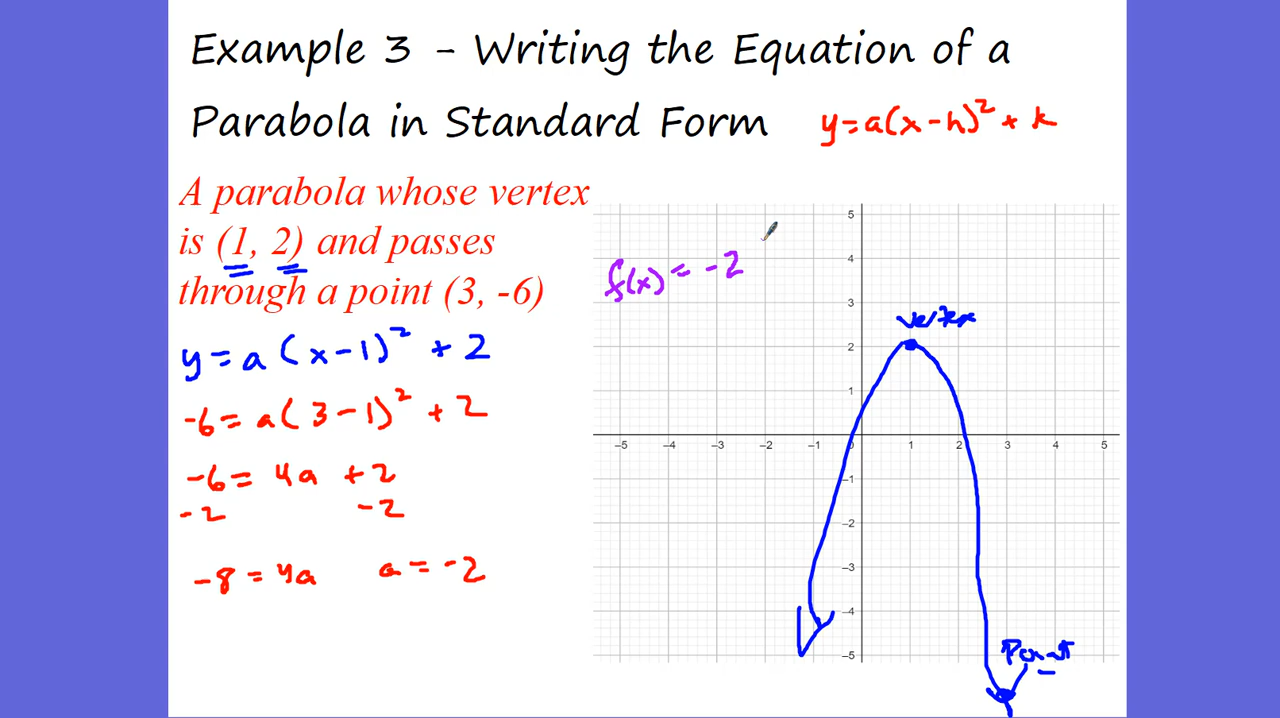 Example 3 - Writing the Equation of a
Parabola in Standard Form
y=a(x-h)² + k
A parabola whose vertex
is (1, 2) and passes
through a point (3, -6)
y=a(x-1)² + 2
-6=a(3-1)² + 2
-6=4a +2
-2 -2
-8=4a a=-2
f(x)=-2
vertex
5
4
3
2
1
-5 -4 -3 -2 -1 0 1 2 3 4 5
-1
-2
-3
-4
-5
Point